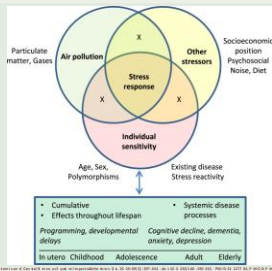 X
Particulate
matter, Gases
Air pollution
Other
stressors
Socioeconomic
position
Psychosocial
Noise, Diet
Stress
response
X
X
Individual
sensitivity
Age, Sex,
Polymorphisms
Existing disease
Stress reactivity
• Cumulative
• Effects throughout lifespan
• Systemic disease
processes
Programming, developmental
delays
Cognitive decline, dementia,
anxiety, depression
In utero Childhood Adolescence Adult Elderly